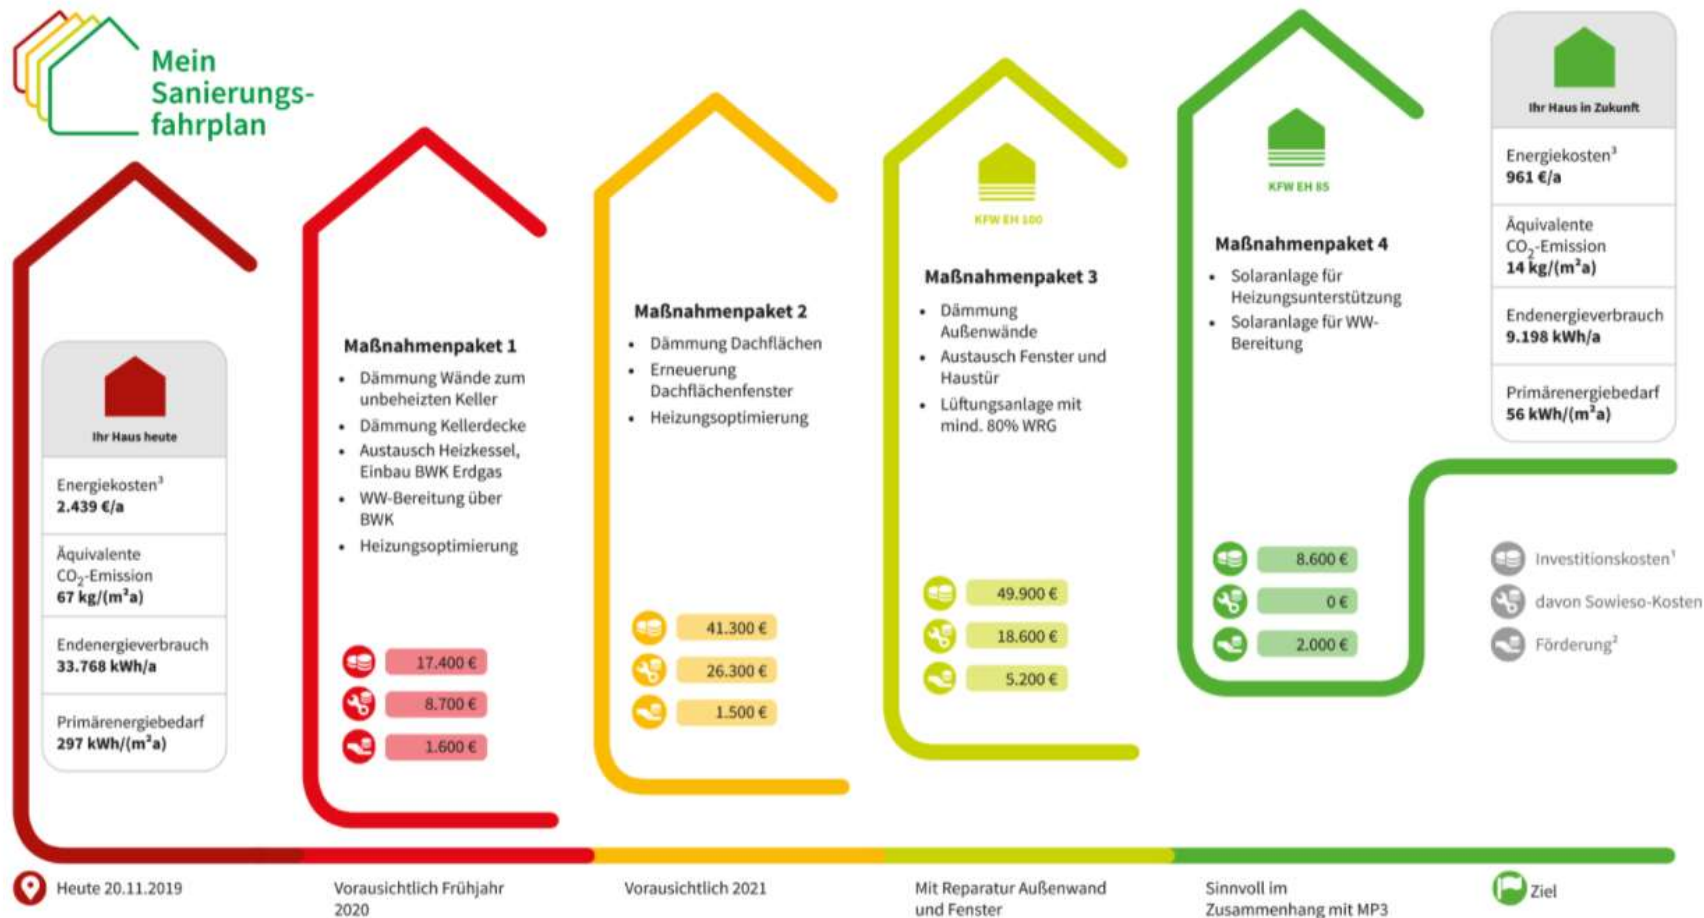 Mein
Sanierungs-
fahrplan
Ihr Haus heute
Energiekosten³
2.439 €/a
Äquivalente
CO₂-Emission
67 kg/(m²a)
Endenergieverbrauch
33.768 kWh/a
Primärenergiebedarf
297 kWh/(m²a)
Maßnahmenpaket 1
• Dämmung Wände zum
unbeheizten Keller
• Dämmung Kellerdecke
• Austausch Heizkessel,
Einbau BWK Erdgas
• WW-Bereitung über
BWK
• Heizungsoptimierung
17.400 €
8.700 €
1.600 €
Maßnahmenpaket 2
• Dämmung Dachflächen
• Erneuerung
Dachflächenfenster
• Heizungsoptimierung
41.300 €
26.300 €
1.500 €
KFW EH 100
Maßnahmenpaket 3
• Dämmung
Außenwände
• Austausch Fenster und
Haustür
• Lüftungsanlage mit
mind. 80% WRG
49.900 €
18.600 €
5.200 €
KFW EH 85
Maßnahmenpaket 4
• Solaranlage für
Heizungsunterstützung
• Solaranlage für WW-
Bereitung
8.600 €
0 €
2.000 €
Ihr Haus in Zukunft
Energiekosten³
961 €/a
Äquivalente
CO₂-Emission
14 kg/(m²a)
Endenergieverbrauch
9.198 kWh/a
Primärenergiebedarf
56 kWh/(m²a)
Investitionskosten¹
davon Sowieso-Kosten
Förderung²
Heute 20.11.2019
Vorausichtlich Frühjahr
2020
Vorausichtlich 2021
Mit Reparatur Außenwand
und Fenster
Sinnvoll im
Zusammenhang mit MP3
Ziel